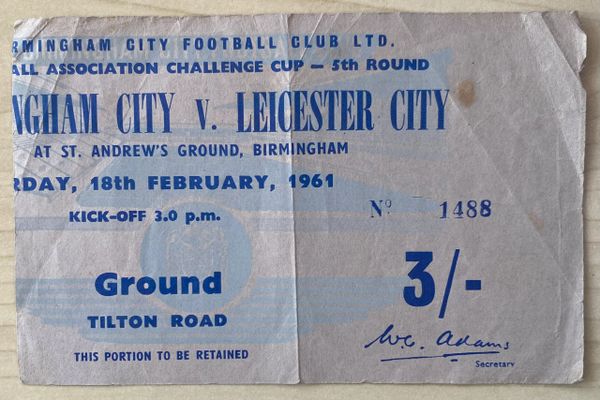 RMINGHAM CITY FOOTBALL CLUB LTD.
ALL ASSOCIATION CHALLENGE CUP – 5TH ROUND
NGHAM CITY V. LEICESTER CITY
AT ST. ANDREW'S GROUND, BIRMINGHAM
RDAY, 18TH FEBRUARY, 1961
KICK-OFF 3.0 p.m.
Nº 1488
Ground
3/-
TILTON ROAD
W.C. Adams
THIS PORTION TO BE RETAINED
Secretary